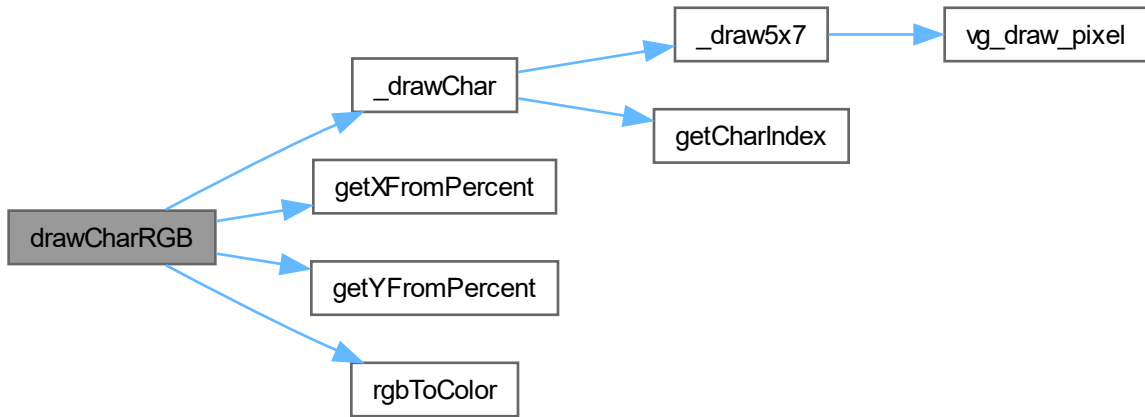 _draw5x7
vg_draw_pixel
_drawChar
getCharIndex
getXFromPercent
drawCharRGB
getYFromPercent
rgbToColor